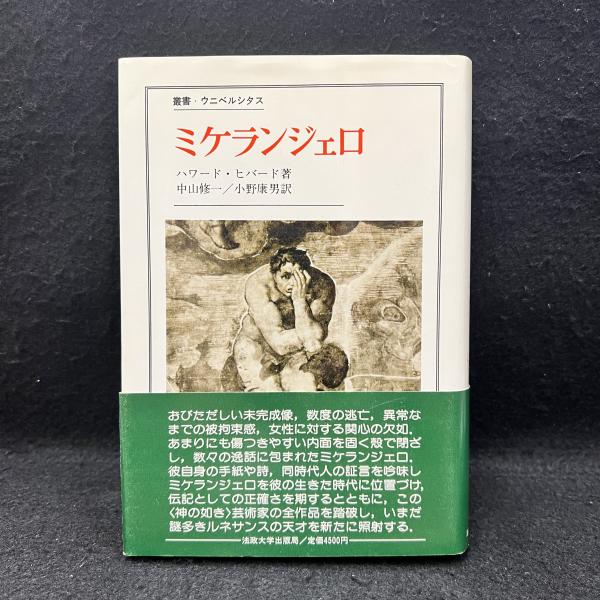 叢書・ウニベルシタス
ミケランジェロ
ハワード・ヒバード著
中山修一／小野康男訳
おびただしい未完成像，数度の逃亡，異常な
までの被拘束感，女性に対する関心の欠如．
あまりにも傷つきやすい内面を固く殻で閉ざ
し，数々の逸話に包まれたミケランジェロ．
彼自身の手紙や詩，同時代人の証言を吟味し
ミケランジェロを彼の生きた時代に位置づけ，
伝記としての正確さを期するとともに，この
〈神の如き〉芸術家の全作品を踏破し，いまだ
謎多きルネサンスの天才を新たに照射する．
法政大学出版局／定価4500円